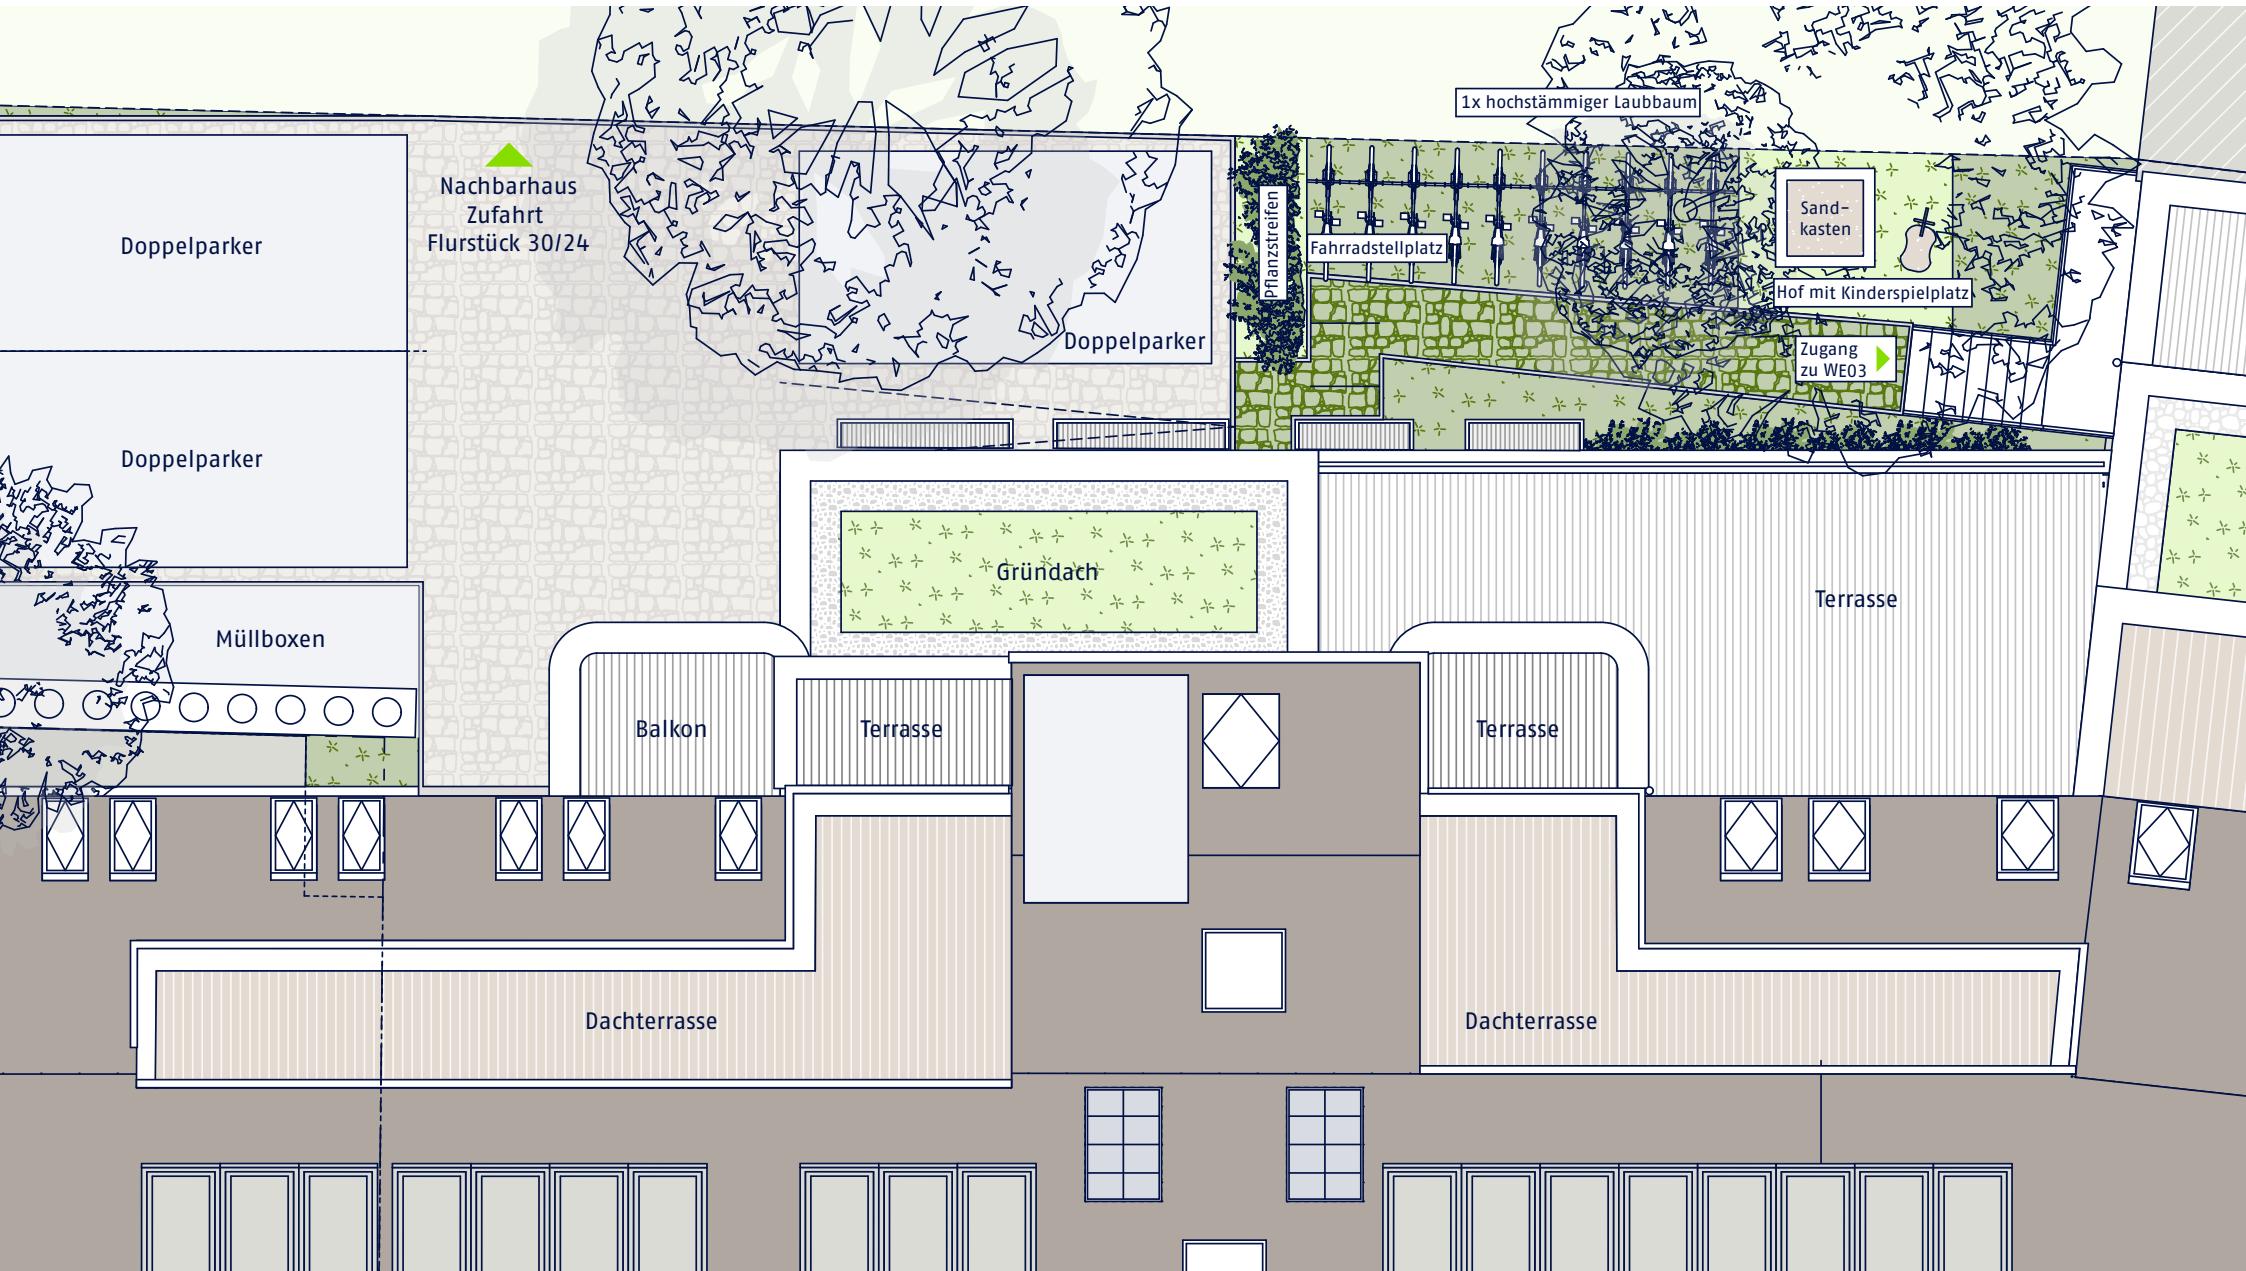 1x hochstämmiger Laubbaum
Nachbarhaus
Zufahrt
Flurstück 30/24
Doppelparker
Doppelparker
Pflanzstreifen
Fahrradstellplatz
Sand-
kasten
Hof mit Kinderspielplatz
Zugang
zu WE03
Doppelparker
Gründach
Terrasse
Müllboxen
Balkon
Terrasse
Terrasse
Dachterrasse
Dachterrasse